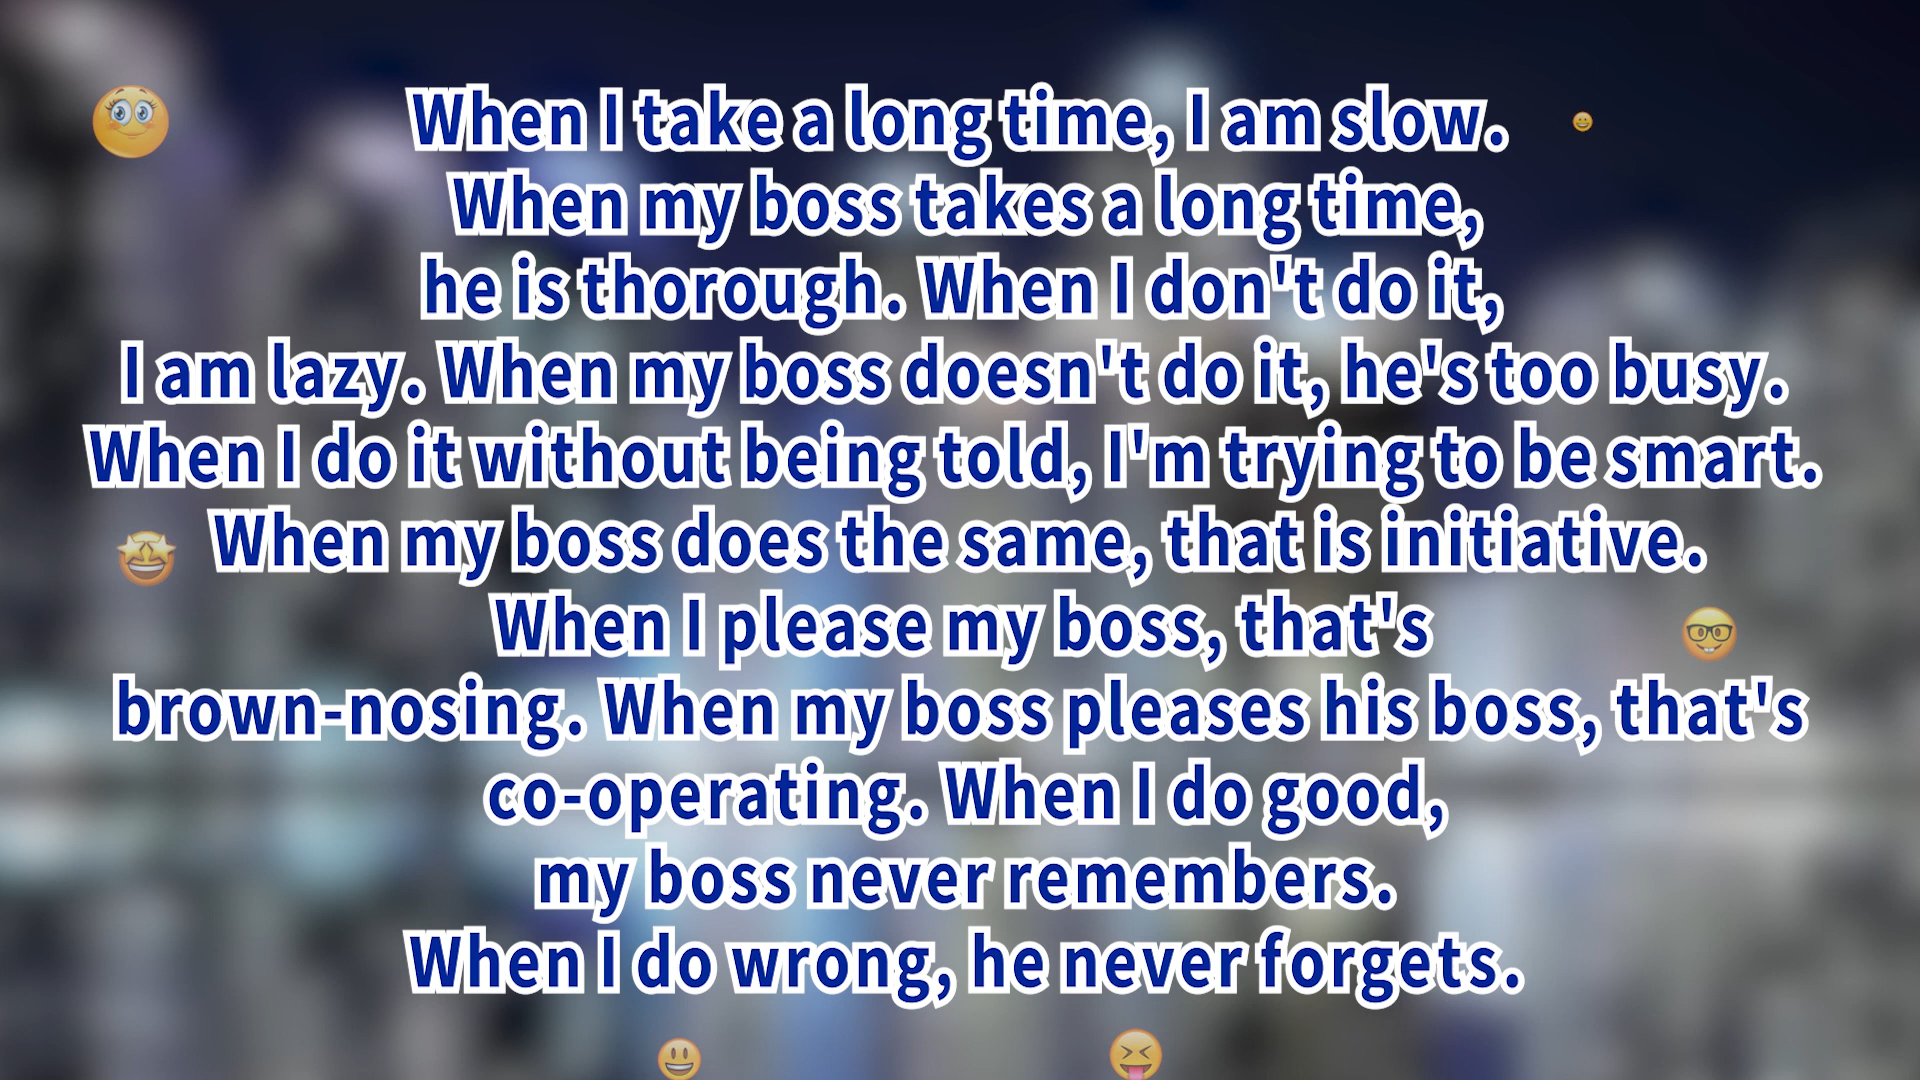 When I take a long time, I am slow.
When my boss takes a long time,
he is thorough. When I don't do it,
I am lazy. When my boss doesn't do it, he's too busy.
When I do it without being told, I'm trying to be smart.
When my boss does the same, that is initiative.
When I please my boss, that's
brown-nosing. When my boss pleases his boss, that's
co-operating. When I do good,
my boss never remembers.
When I do wrong, he never forgets.